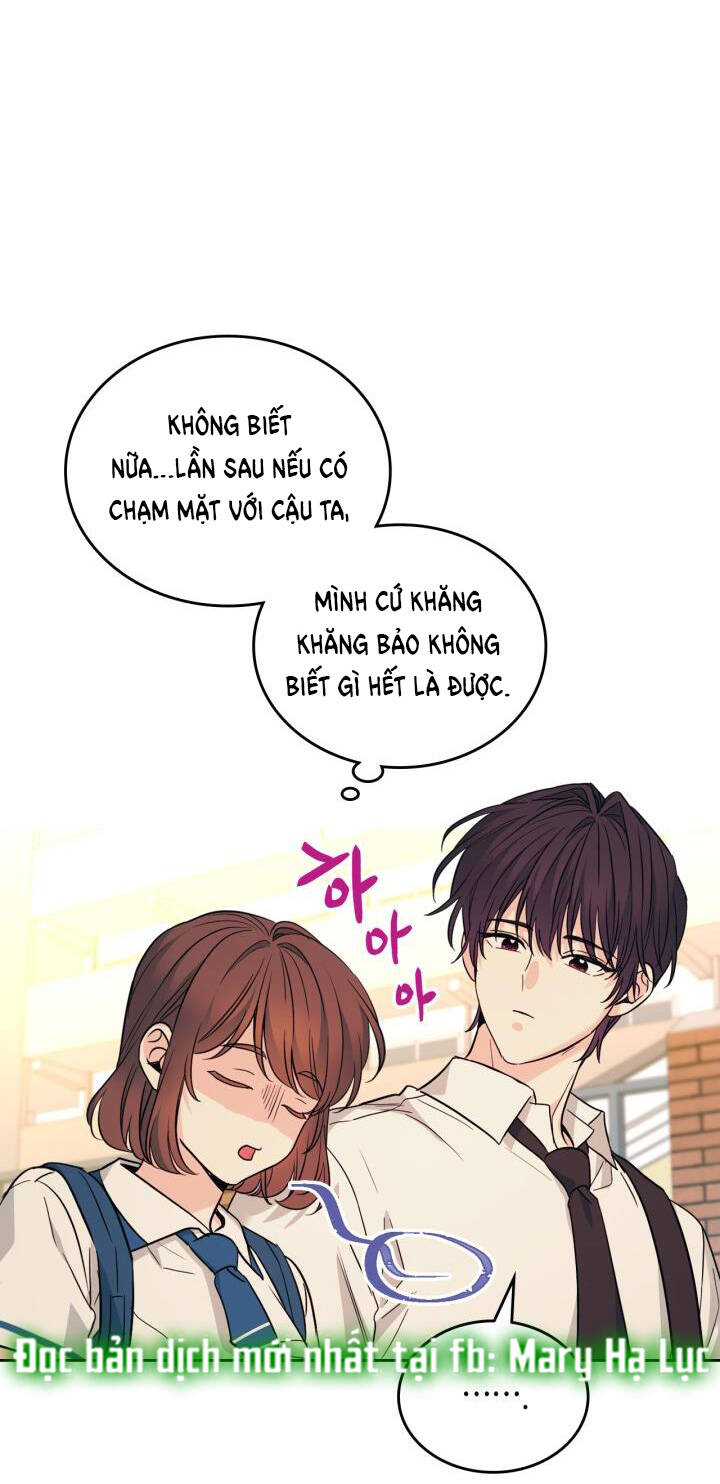 KHÔNG BIẾT
NỮA...LẦN SAU NẾU CÓ
CHẠM MẶT VỚI CẬU TA,
MÌNH CỨ KHĂNG
KHĂNG BẢO KHÔNG
BIẾT GÌ HẾT LÀ ĐƯỢC.
하
아
아
Đọc bản dịch mới nhất tại fb: Mary Hạ Lục
.......